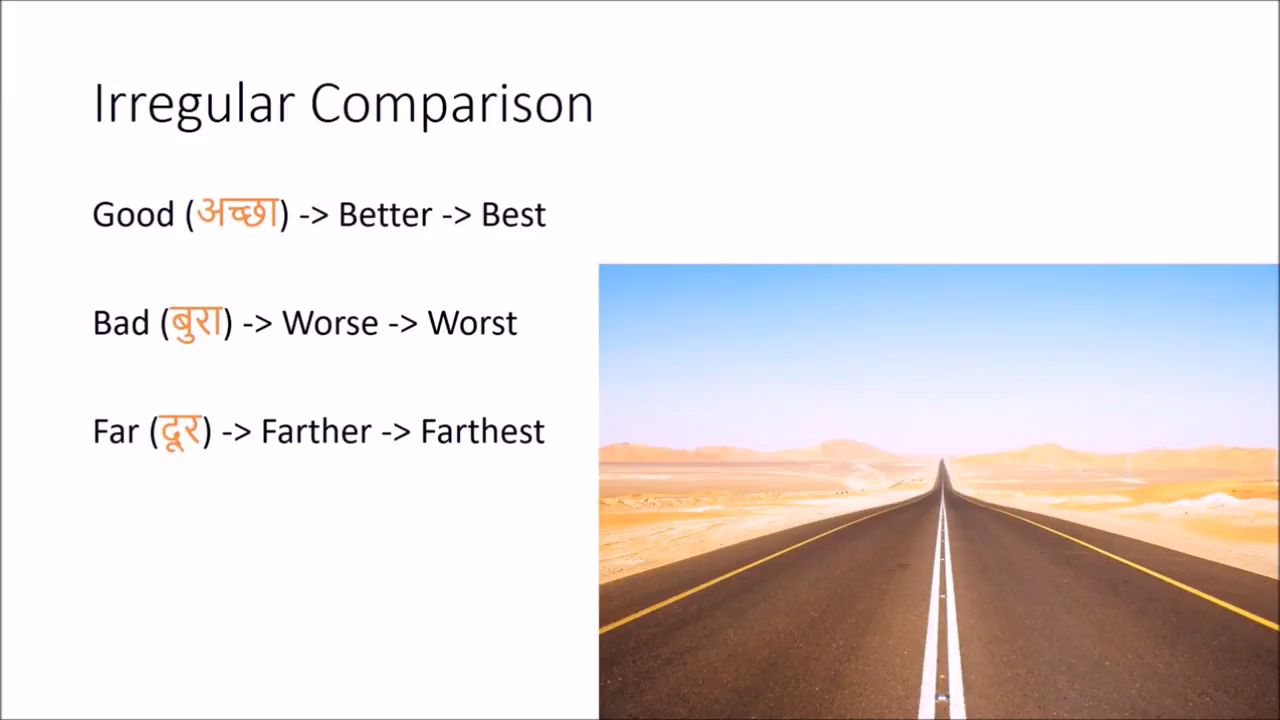 Irregular Comparison
Good (अच्छा) -> Better -> Best
Bad (बुरा) -> Worse -> Worst
Far (दूर) -> Farther -> Farthest